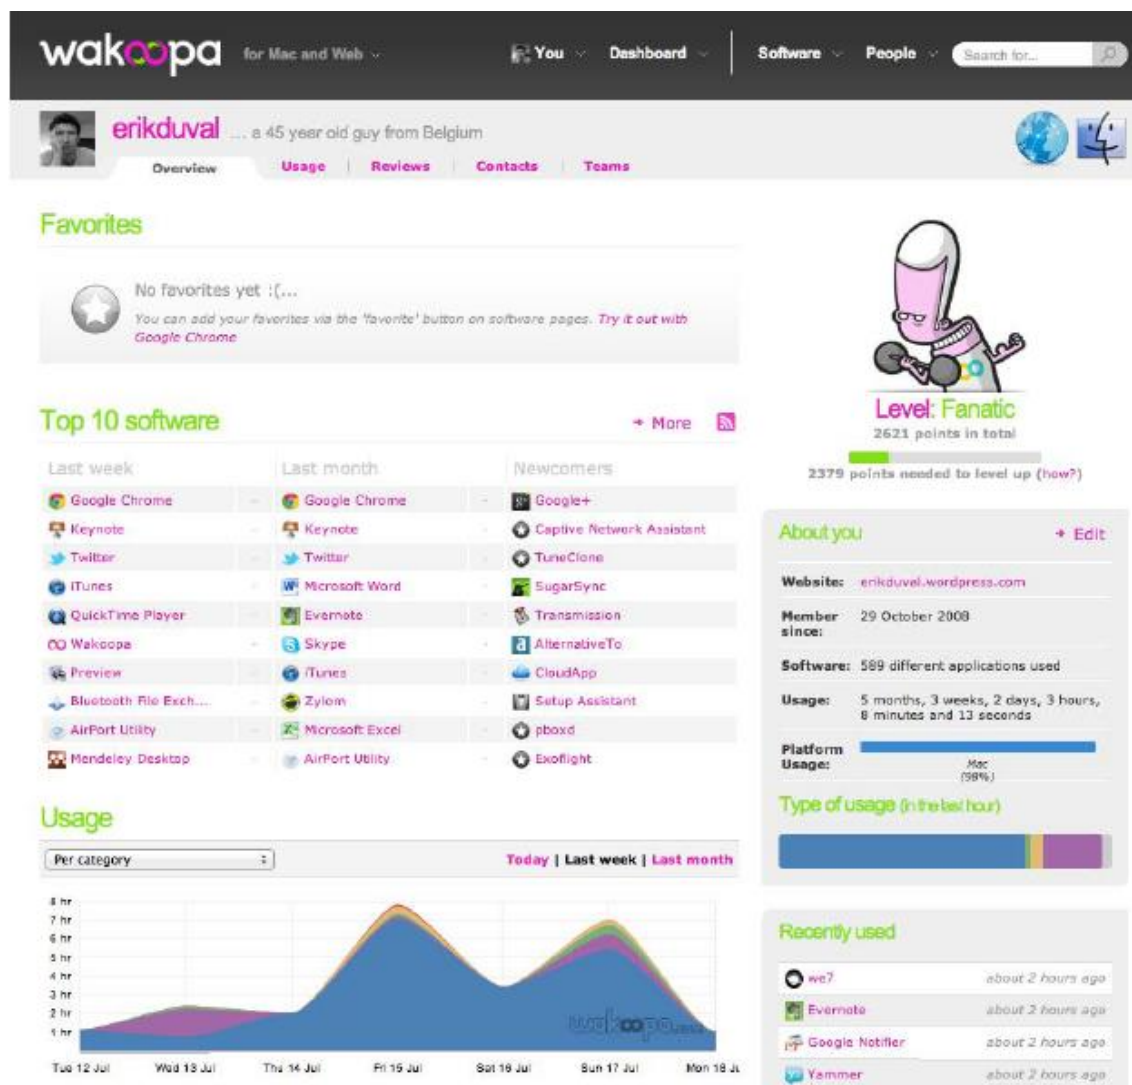 wakoopa for Mac and Web You Dashboard Software People Search for...
erikduval ... a 45 year old guy from Belgium
Overview Usage Reviews Contacts Teams
Favorites
No favorites yet :(...
You can add your favorites via the 'favorite' button on software pages. Try it out with
Google Chrome
Top 10 software
→ More
Last week Last month Newcomers
Google Chrome - Google Chrome - Google+
Keynote - Keynote - Captive Network Assistant
Twitter - Twitter - TuneClone
iTunes - Microsoft Word - SugarSync
QuickTime Player - Evernote - Transmission
Wakoopa - Skype - AlternativeTo
Preview - iTunes - CloudApp
Bluetooth File Exch... - Zylom - Setup Assistant
AirPort Utility - Microsoft Excel - pboxd
Mendeley Desktop - AirPort Utility - Exoflight
Usage
Per category
Today | Last week | Last month
8 hr
7 hr
6 hr
5 hr
4 hr
3 hr
2 hr
1 hr
wakoopa.com
Tue 12 Jul Wed 13 Jul Thu 14 Jul Fri 15 Jul Sat 16 Jul Sun 17 Jul Mon 18 Ju
Level: Fanatic
2621 points in total
2379 points needed to level up (how?)
About you → Edit
Website: erikduval.wordpress.com
Member 29 October 2008
since:
Software: 589 different applications used
Usage: 5 months, 3 weeks, 2 days, 3 hours,
8 minutes and 13 seconds
Platform
Usage: Mac
(98%)
Type of usage (in the last hour)
Recently used
we7 about 2 hours ago
Evernote about 2 hours ago
Google Notifier about 2 hours ago
Yammer about 2 hours ago